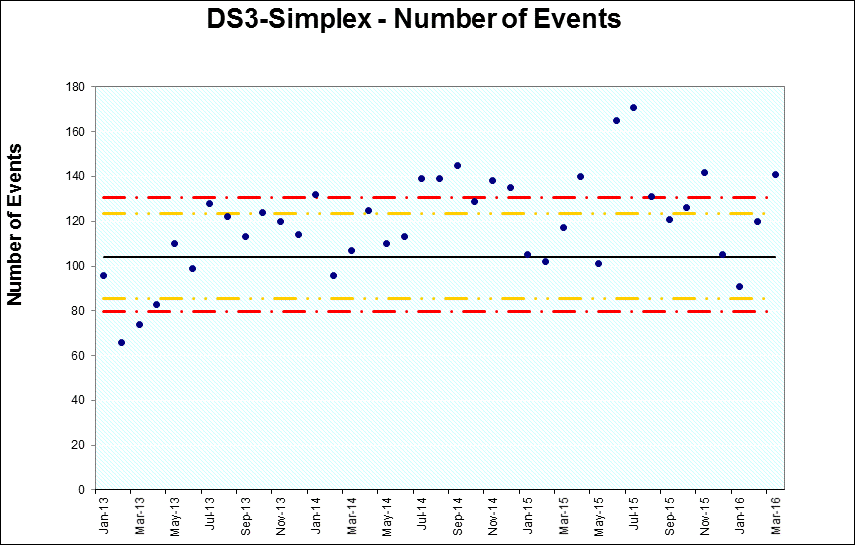 DS3-Simplex - Number of Events
Number of Events
180
160
140
120
100
80
60
40
20
0
Jan-13
Mar-13
May-13
Jul-13
Sep-13
Nov-13
Jan-14
Mar-14
May-14
Jul-14
Sep-14
Nov-14
Jan-15
Mar-15
May-15
Jul-15
Sep-15
Nov-15
Jan-16
Mar-16